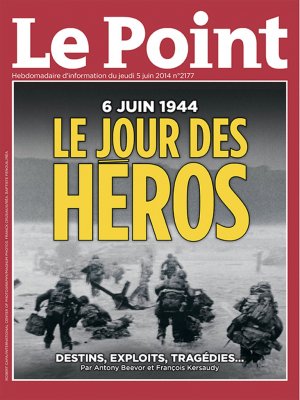 Le Point
Hebdomadaire d'information du jeudi 5 juin 2014 n°2177
6 JUIN 1944
LE JOUR DES
HÉROS
DESTINS, EXPLOITS, TRAGÉDIES...
Par Antony Beevor et François Kersaudy